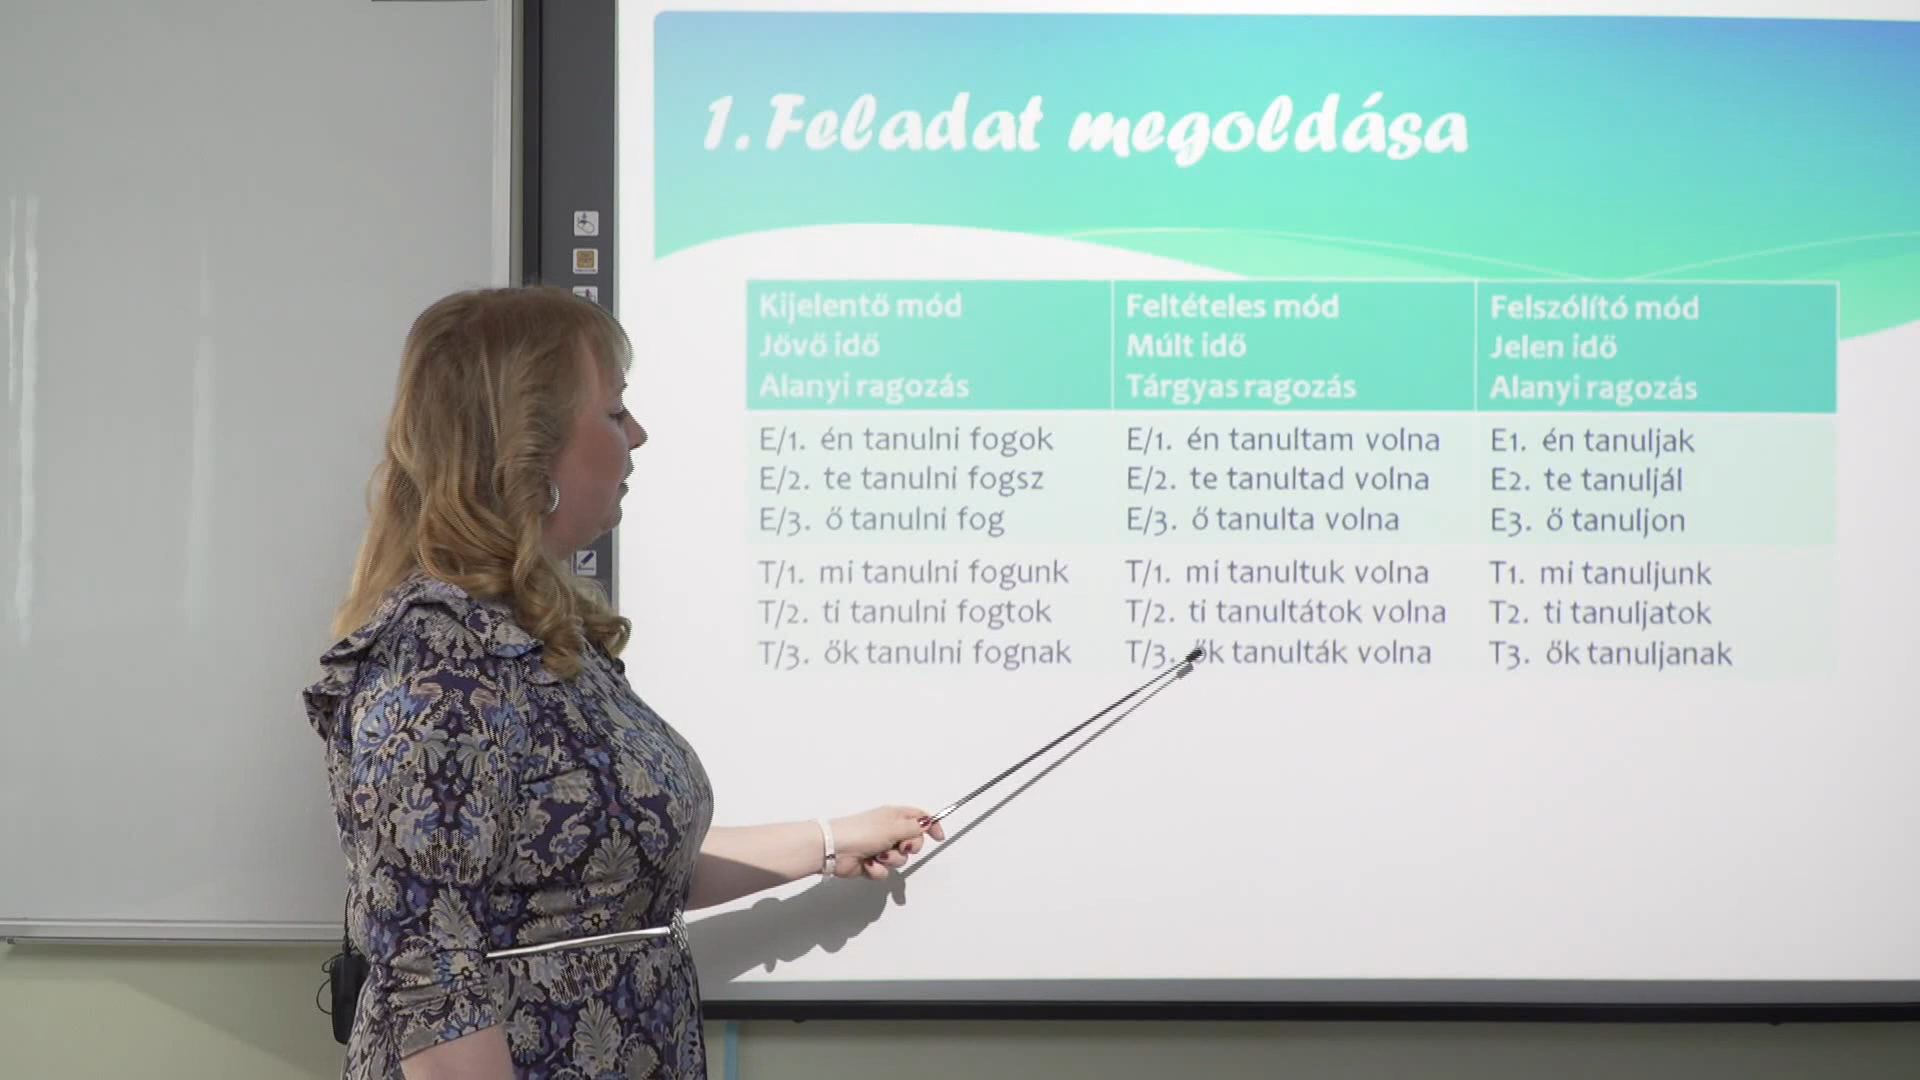 1. Feladat megoldása
Kijelentő mód
Jövő idő
Alanyi ragozás
E/1. én tanulni fogok
E/2. te tanulni fogsz
E/3. ő tanulni fog
T/1. mi tanulni fogunk
T/2. ti tanulni fogtok
T/3. ők tanulni fognak
Feltételes mód
Múlt idő
Tárgyas ragozás
E/1. én tanultam volna
E/2. te tanultad volna
E/3. ő tanulta volna
T/1. mi tanultuk volna
T/2. ti tanultátok volna
T/3. ők tanulták volna
Felszólító mód
Jelen idő
Alanyi ragozás
E1. én tanuljak
E2. te tanuljál
E3. ő tanuljon
T1. mi tanuljunk
T2. ti tanuljatok
T3. ők tanuljanak